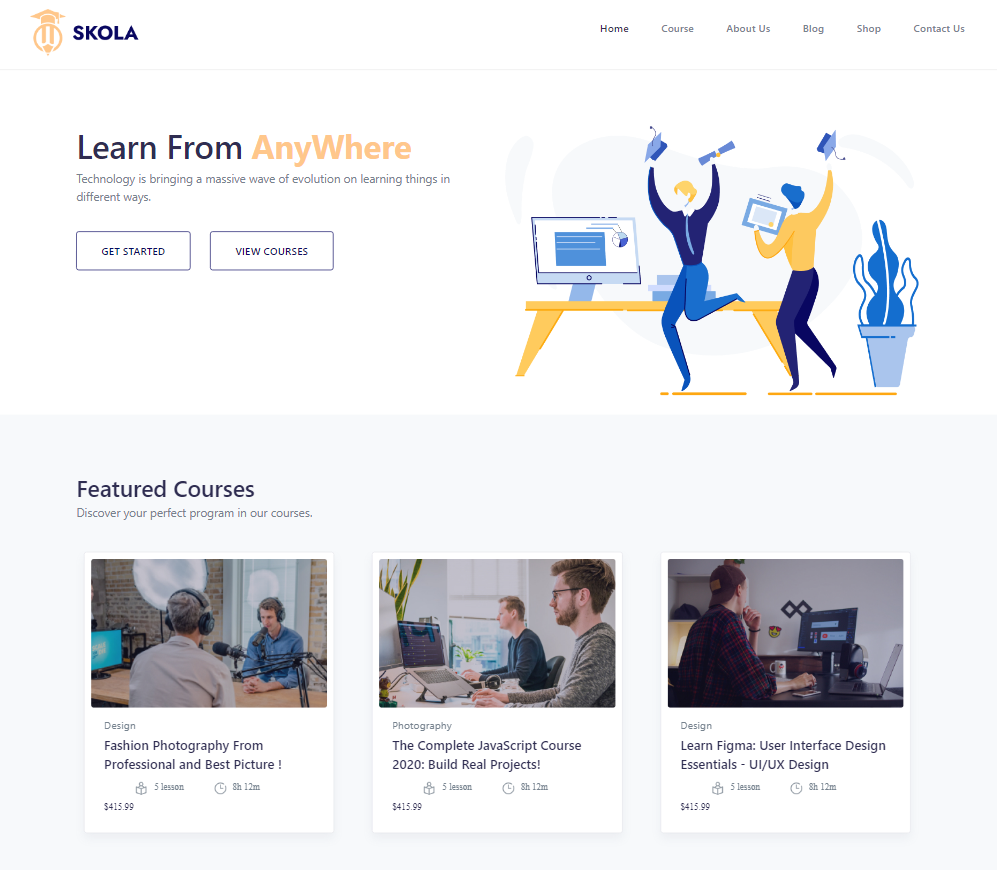 SKOLA
Home Course About Us Blog Shop Contact Us
Learn From AnyWhere
Technology is bringing a massive wave of evolution on learning things in
different ways.
GET STARTED VIEW COURSES
Featured Courses
Discover your perfect program in our courses.
Design
Fashion Photography From
Professional and Best Picture !
5 lesson 8h 12m
$415.99
Photography
The Complete JavaScript Course
2020: Build Real Projects!
5 lesson 8h 12m
$415.99
Design
Learn Figma: User Interface Design
Essentials - UI/UX Design
5 lesson 8h 12m
$415.99